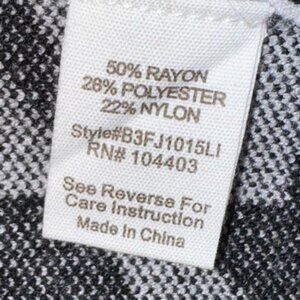 50% RAYON
28% POLYESTER
22% NYLON
Style#B3FJ1015LI
RN# 104403
See Reverse For
Care Instruction
Made In China